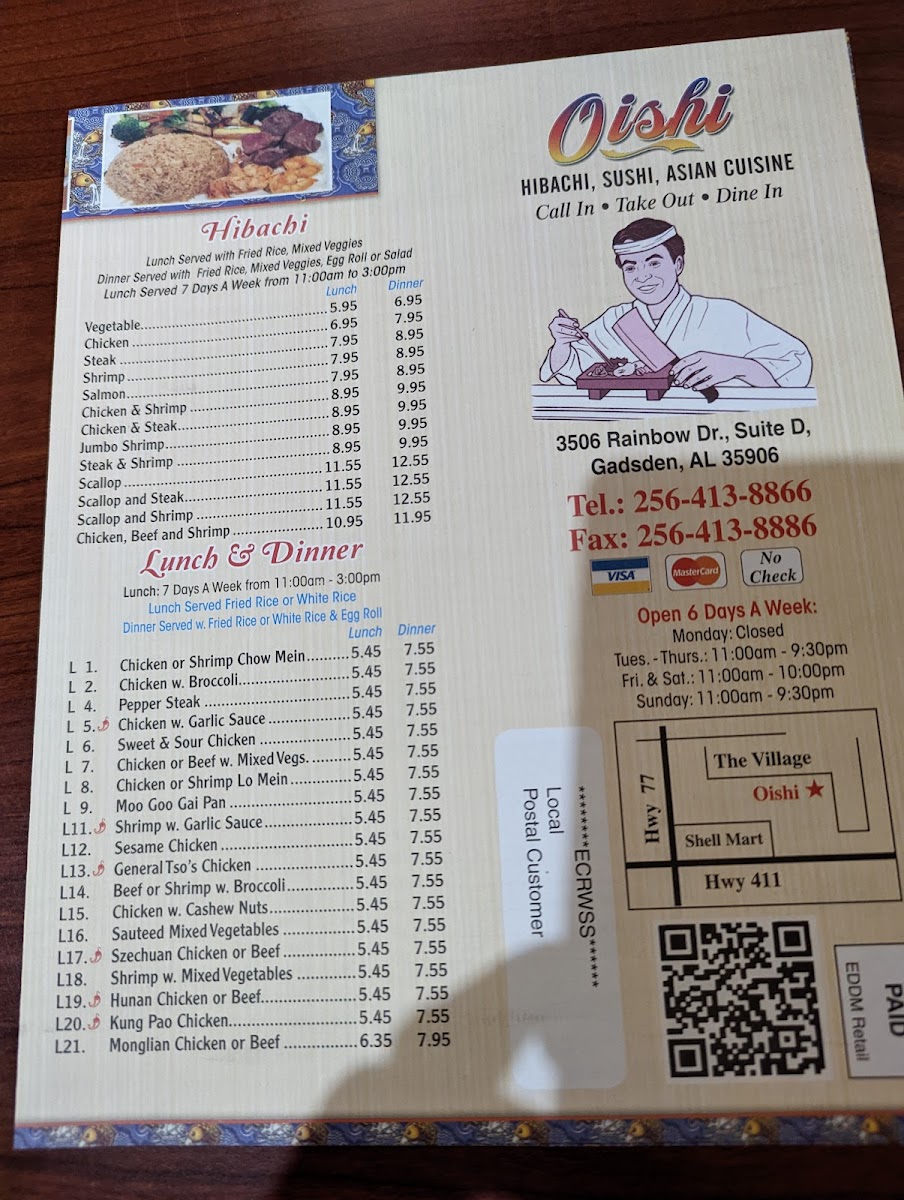 Hibachi
Lunch Served with Fried Rice, Mixed Veggies
Dinner Served with Fried Rice, Mixed Veggies, Egg Roll or Salad
Lunch Served 7 Days A Week from 11:00am to 3:00pm
Lunch Dinner
Vegetable 5.95 6.95
Chicken 6.95 7.95
Steak 7.95 8.95
Shrimp 7.95 8.95
Salmon 7.95 8.95
Chicken & Shrimp 8.95 9.95
Chicken & Steak 8.95 9.95
Jumbo Shrimp 8.95 9.95
Steak & Shrimp 8.95 9.95
Scallop 11.55 12.55
Scallop and Steak 11.55 12.55
Scallop and Shrimp 11.55 12.55
Chicken, Beef and Shrimp 10.95 11.95
Lunch & Dinner
Lunch: 7 Days A Week from 11:00am - 3:00pm
Lunch Served Fried Rice or White Rice
Dinner Served w. Fried Rice or White Rice & Egg Roll
Lunch Dinner
L 1. Chicken or Shrimp Chow Mein 5.45 7.55
L 2. Chicken w. Broccoli 5.45 7.55
L 4. Pepper Steak 5.45 7.55
L 5. Chicken w. Garlic Sauce 5.45 7.55
L 6. Sweet & Sour Chicken 5.45 7.55
L 7. Chicken or Beef w. Mixed Vegs. 5.45 7.55
L 8. Chicken or Shrimp Lo Mein 5.45 7.55
L 9. Moo Goo Gai Pan 5.45 7.55
L11. Shrimp w. Garlic Sauce 5.45 7.55
L12. Sesame Chicken 5.45 7.55
L13. General Tso's Chicken 5.45 7.55
L14. Beef or Shrimp w. Broccoli 5.45 7.55
L15. Chicken w. Cashew Nuts 5.45 7.55
L16. Sauteed Mixed Vegetables 5.45 7.55
L17. Szechuan Chicken or Beef 5.45 7.55
L18. Shrimp w. Mixed Vegetables 5.45 7.55
L19. Hunan Chicken or Beef 5.45 7.55
L20. Kung Pao Chicken 5.45 7.55
L21. Monglian Chicken or Beef 6.35 7.95
Oishi
HIBACHI, SUSHI, ASIAN CUISINE
Call In • Take Out • Dine In
3506 Rainbow Dr., Suite D,
Gadsden, AL 35906
Tel.: 256-413-8866
Fax: 256-413-8886
VISA MasterCard No
Check
Open 6 Days A Week:
Monday: Closed
Tues. - Thurs.: 11:00am - 9:30pm
Fri. & Sat.: 11:00am - 10:00pm
Sunday: 11:00am - 9:30pm
Hwy. 77
The Village
Oishi ★
Shell Mart
Hwy 411
********ECRWSS******
Local
Postal Customer
PAID
EDDM Retail